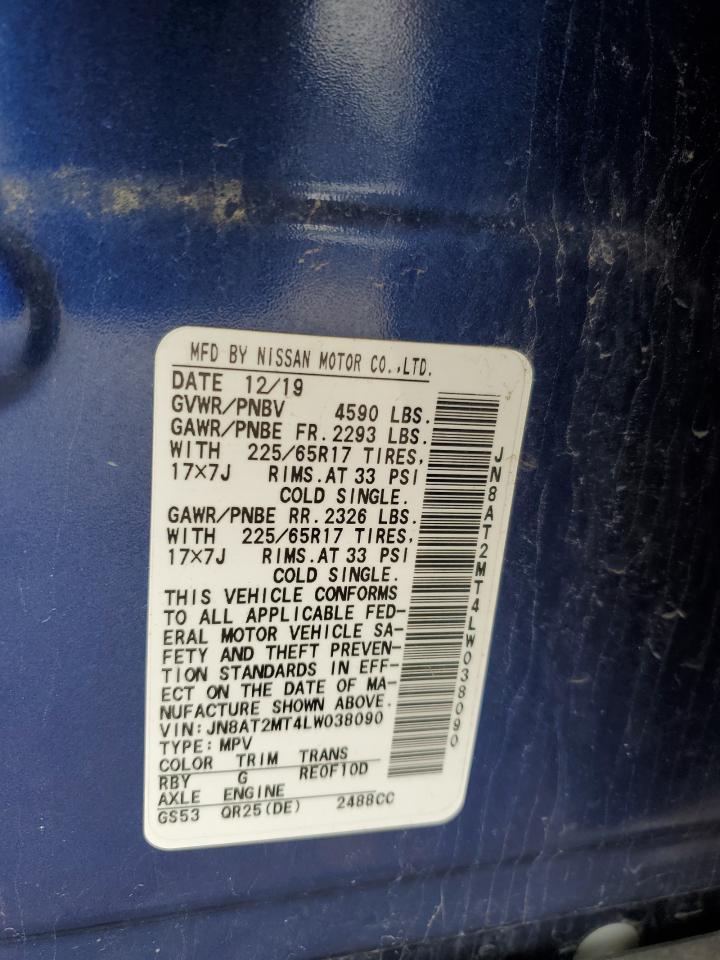 MFD BY NISSAN MOTOR CO.,LTD.
DATE 12/19
GVWR/PNBV 4590 LBS.
GAWR/PNBE FR. 2293 LBS.
WITH 225/65R17 TIRES,
17X7J RIMS.AT 33 PSI
COLD SINGLE.
GAWR/PNBE RR. 2326 LBS.
WITH 225/65R17 TIRES,
17X7J RIMS.AT 33 PSI
COLD SINGLE.
THIS VEHICLE CONFORMS
TO ALL APPLICABLE FED-
ERAL MOTOR VEHICLE SA-
FETY AND THEFT PREVEN-
TION STANDARDS IN EFF-
ECT ON THE DATE OF MA-
NUFACTURE SHOWN ABOVE.
VIN:JN8AT2MT4LW038090
TYPE:MPV
COLOR TRIM TRANS
RBY G RE0F10D
AXLE ENGINE
GS53 QR25(DE) 2488CC
JN8AT2MT4LW038090